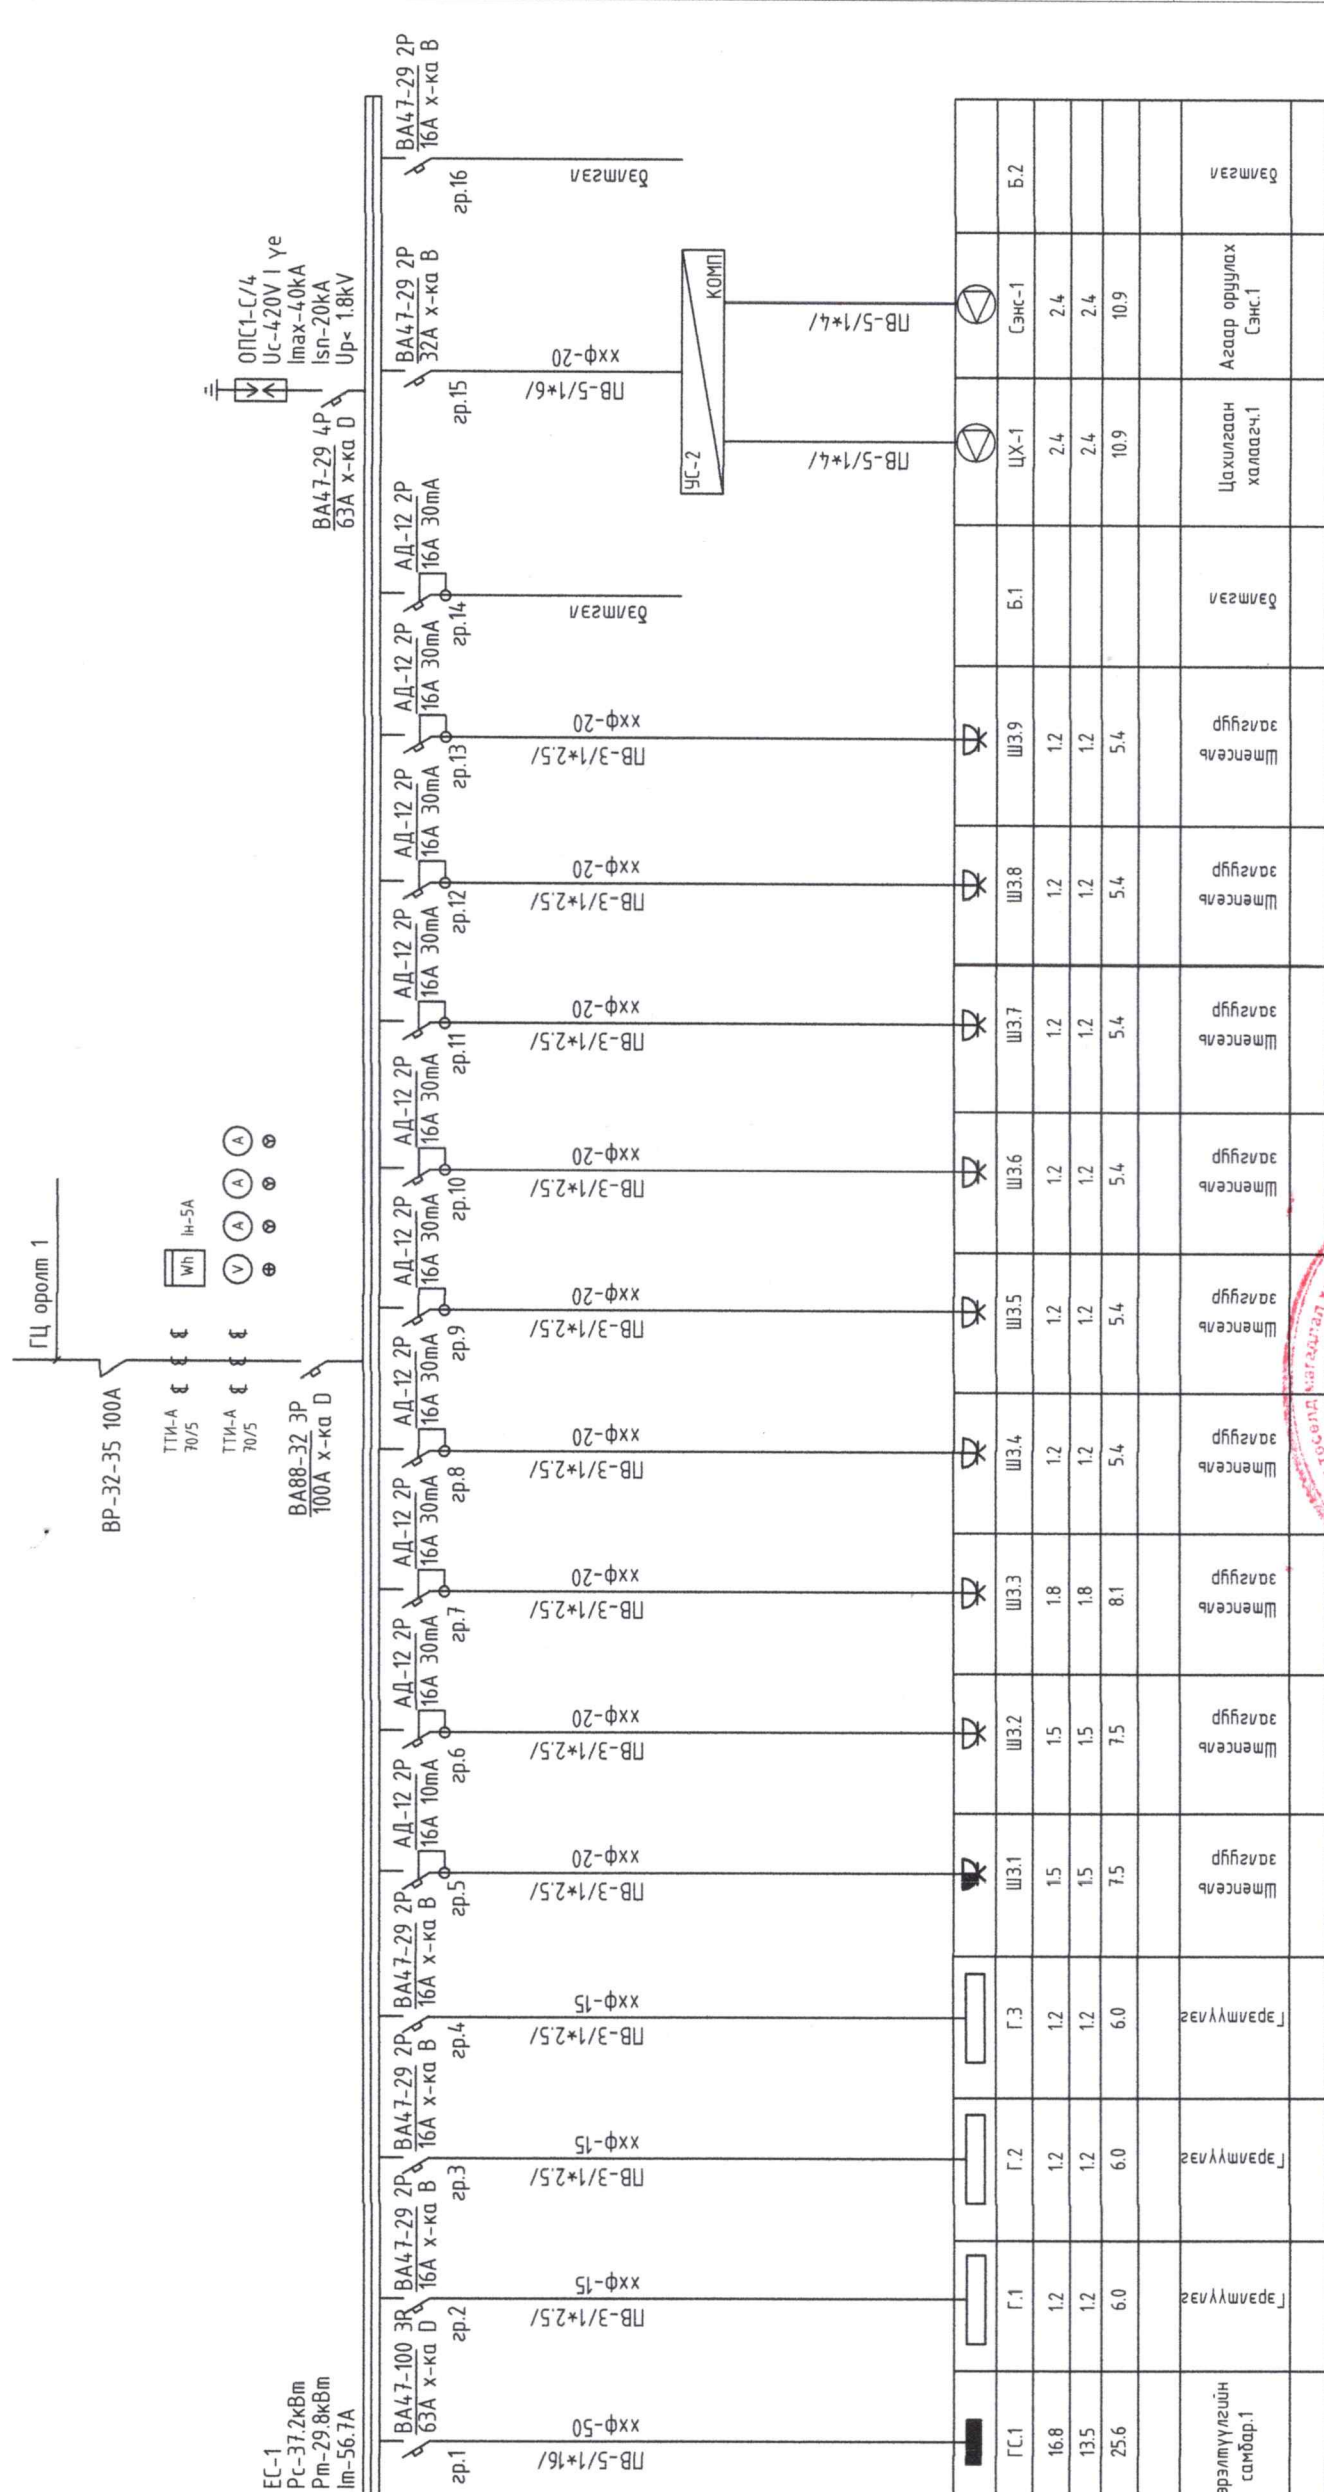 ГЦ оролт 1
ВР-32-35 100А
ТТИ-А
70/5
Wh
Iн-5А
ТТИ-А
70/5
V
A
A
A
ВА88-32 3Р
100А х-ка D
ОПС1-С/4
Uc-420V I үе
Imax-40kA
Isn-20kA
Up< 1.8kV
ВА47-29 4Р
63А х-ка D
ЕС-1
Рс-37.2кВт
Рт-29.8кВт
Iт-56.7А
ВА47-100 3Р
63А х-ка D
гр.1
ПВ-5/1*16/
ххф-50
ВА47-29 2Р
16А х-ка В
гр.2
ПВ-3/1*2.5/
ххф-15
ВА47-29 2Р
16А х-ка В
гр.3
ПВ-3/1*2.5/
ххф-15
ВА47-29 2Р
16А х-ка В
гр.4
ПВ-3/1*2.5/
ххф-15
АД-12 2Р
16А 10mA
гр.5
ПВ-3/1*2.5/
ххф-20
АД-12 2Р
16А 30mA
гр.6
ПВ-3/1*2.5/
ххф-20
АД-12 2Р
16А 30mA
гр.7
ПВ-3/1*2.5/
ххф-20
АД-12 2Р
16А 30mA
гр.8
ПВ-3/1*2.5/
ххф-20
АД-12 2Р
16А 30mA
гр.9
ПВ-3/1*2.5/
ххф-20
АД-12 2Р
16А 30mA
гр.10
ПВ-3/1*2.5/
ххф-20
АД-12 2Р
16А 30mA
гр.11
ПВ-3/1*2.5/
ххф-20
АД-12 2Р
16А 30mA
гр.12
ПВ-3/1*2.5/
ххф-20
АД-12 2Р
16А 30mA
гр.13
ПВ-3/1*2.5/
ххф-20
АД-12 2Р
16А 30mA
гр.14
бэлтгэл
ВА47-29 2Р
32А х-ка В
гр.15
ПВ-5/1*6/
ххф-20
УС-2
КОМП
ПВ-5/1*4/
ПВ-5/1*4/
ВА47-29 2Р
16А х-ка В
гр.16
бэлтгэл
ГС.1 Г.1 Г.2 Г.3 ШЗ.1 ШЗ.2 ШЗ.3 ШЗ.4 ШЗ.5 ШЗ.6 ШЗ.7 ШЗ.8 ШЗ.9 Б.1 ЦХ-1 Сэнс-1 Б.2
16.8 1.2 1.2 1.2 1.5 1.5 1.8 1.2 1.2 1.2 1.2 1.2 1.2 2.4 2.4
13.5 1.2 1.2 1.2 1.5 1.5 1.8 1.2 1.2 1.2 1.2 1.2 1.2 2.4 2.4
25.6 6.0 6.0 6.0 7.5 7.5 8.1 5.4 5.4 5.4 5.4 5.4 5.4 10.9 10.9
эрэлтүүлгийн
самбар.1
Гэрэлтүүлэг
Гэрэлтүүлэг
Гэрэлтүүлэг
Штепсель
залгуур
Штепсель
залгуур
Штепсель
залгуур
Штепсель
залгуур
Штепсель
залгуур
Штепсель
залгуур
Штепсель
залгуур
Штепсель
залгуур
Штепсель
залгуур
бэлтгэл
Цахилгаан
халаагч.1
Агаар оруулах
Сэнс.1
бэлтгэл